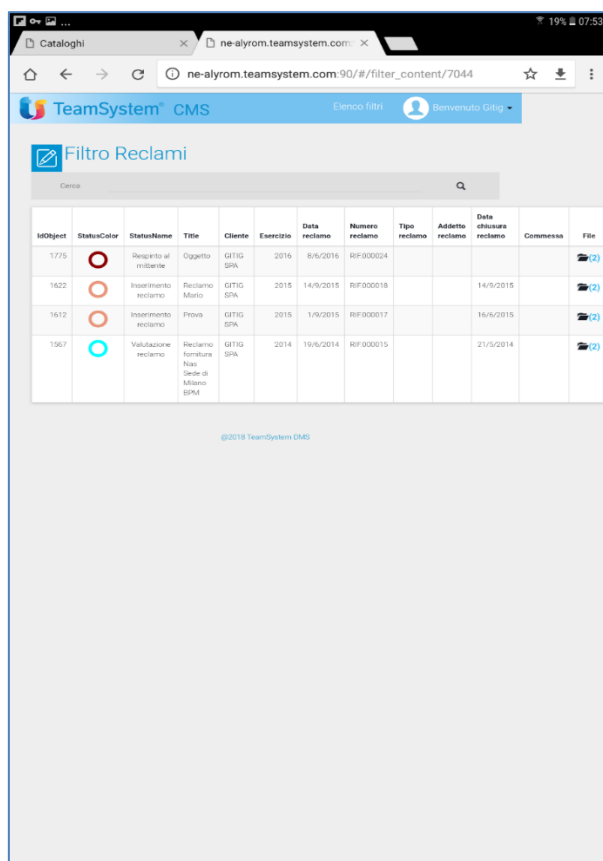 ... 19% 07:53
Cataloghi × ne-alyrom.teamsystem.com: ×
ne-alyrom.teamsystem.com:90/#/filter_content/7044
TeamSystem® CMS Elenco filtri Benvenuto Gitig
Filtro Reclami
Cerca
IdObject StatusColor StatusName Title Cliente Esercizio Data reclamo Numero reclamo Tipo reclamo Addetto reclamo Data chiusura reclamo Commessa File
1775 Respinto al mittente Oggetto GITIG SPA 2016 8/6/2016 RIF.000024 (2)
1622 Inserimento reclamo Reclamo Mario GITIG SPA 2015 14/9/2015 RIF.000018 14/9/2015 (2)
1612 Inserimento reclamo Prova GITIG SPA 2015 1/9/2015 RIF.000017 16/6/2015 (2)
1567 Valutazione reclamo Reclamo fornitura Nas Sede di Milano BPM GITIG SPA 2014 19/6/2014 RIF.000015 21/5/2014 (2)
@2018 TeamSystem DMS